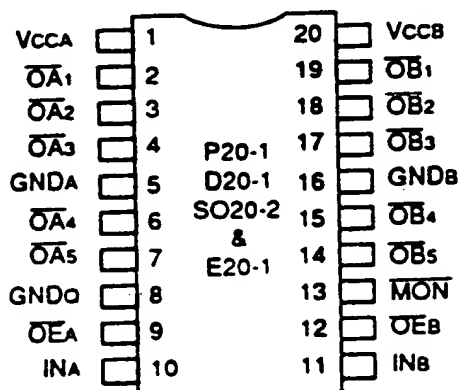 VCCA 1 20 VCCB
OA1 2 19 OB1
OA2 3 18 OB2
OA3 4 17 OB3
GNDA 5 16 GNDB
OA4 6 15 OB4
OA5 7 14 OB5
GNDQ 8 13 MON
OEA 9 12 OEB
INA 10 11 INB
P20-1
D20-1
SO20-2
&
E20-1